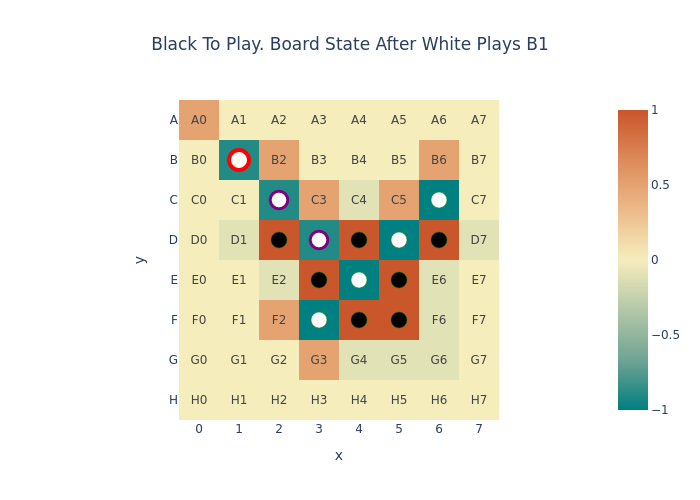 Black To Play. Board State After White Plays B1
A A0 A1 A2 A3 A4 A5 A6 A7
B B0 B2 B3 B4 B5 B6 B7
C C0 C1 C3 C4 C5 C7
D D0 D1 D7
E E0 E1 E2 E6 E7
F F0 F1 F2 F6 F7
G G0 G1 G2 G3 G4 G5 G6 G7
H H0 H1 H2 H3 H4 H5 H6 H7
0 1 2 3 4 5 6 7
x
y
1
0.5
0
−0.5
−1